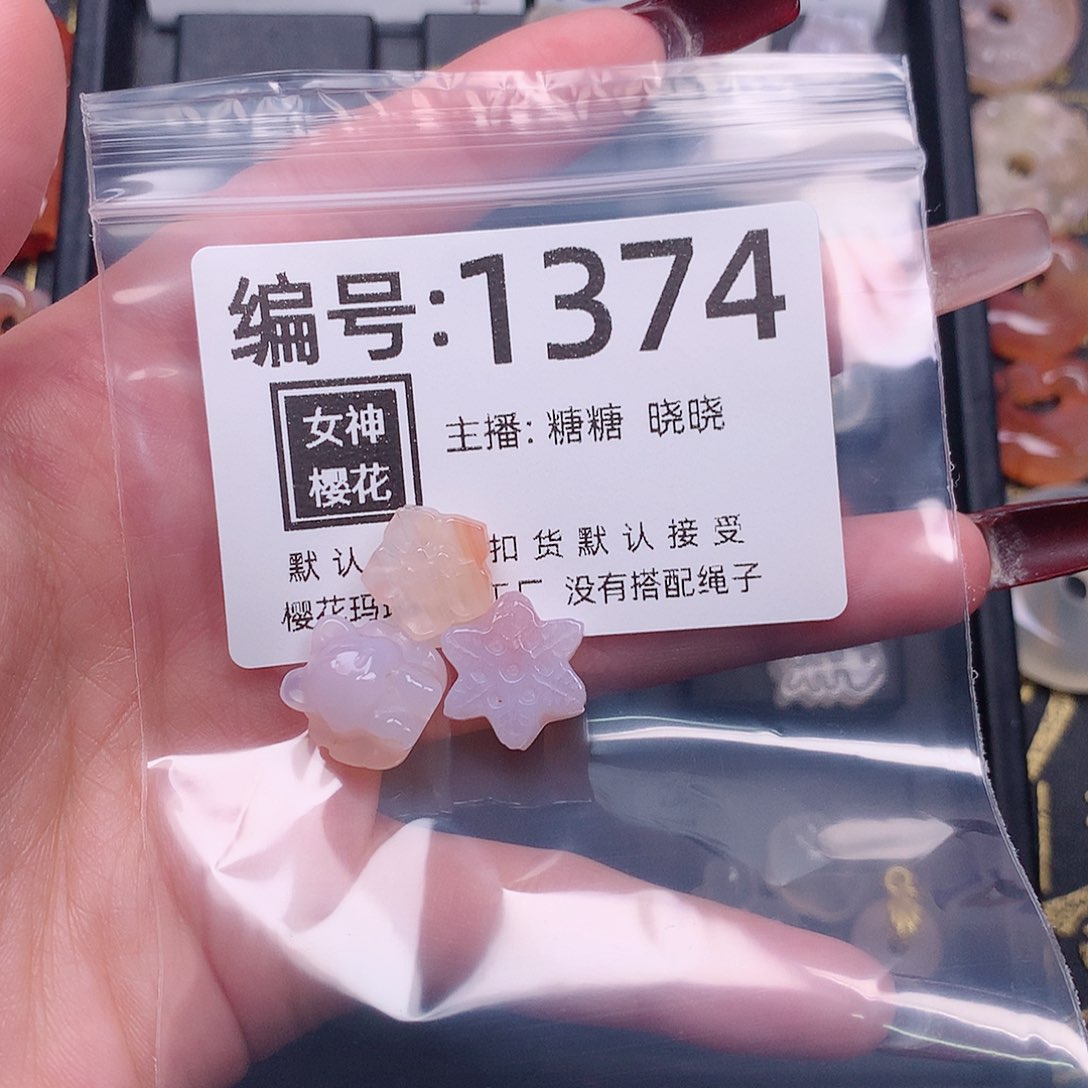 编号:1374
女神
樱花
主播: 糖糖 晓晓
默认 扣货默认接受
樱花玛 厂 没有搭配绳子